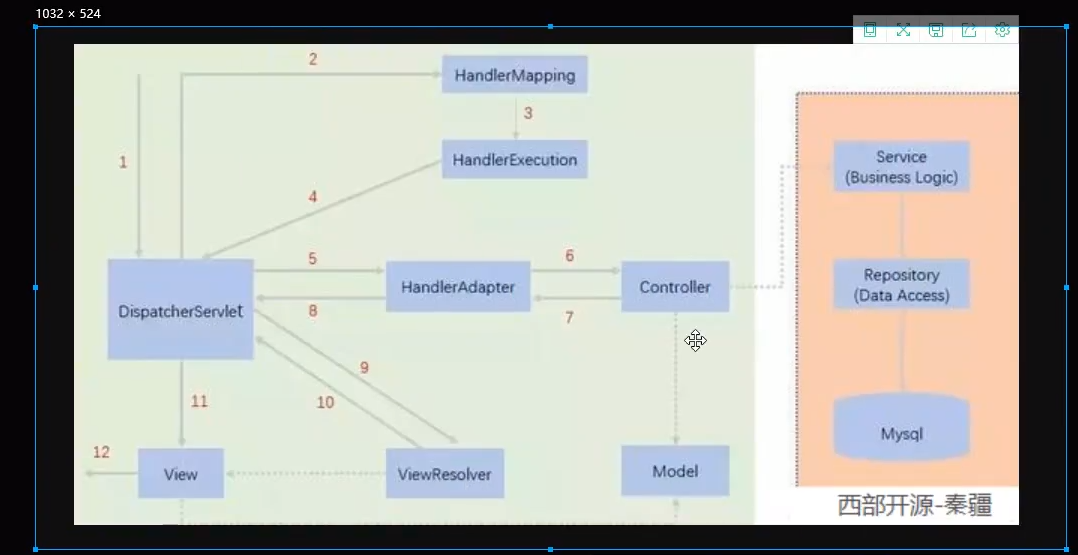 1032 × 524
2
HandlerMapping
3
1
HandlerExecution
Service
(Business Logic)
4
5
6
HandlerAdapter
Controller
Repository
(Data Access)
DispatcherServlet
8
7
9
11
10
12
View
ViewResolver
Model
Mysql
西部开源-秦疆